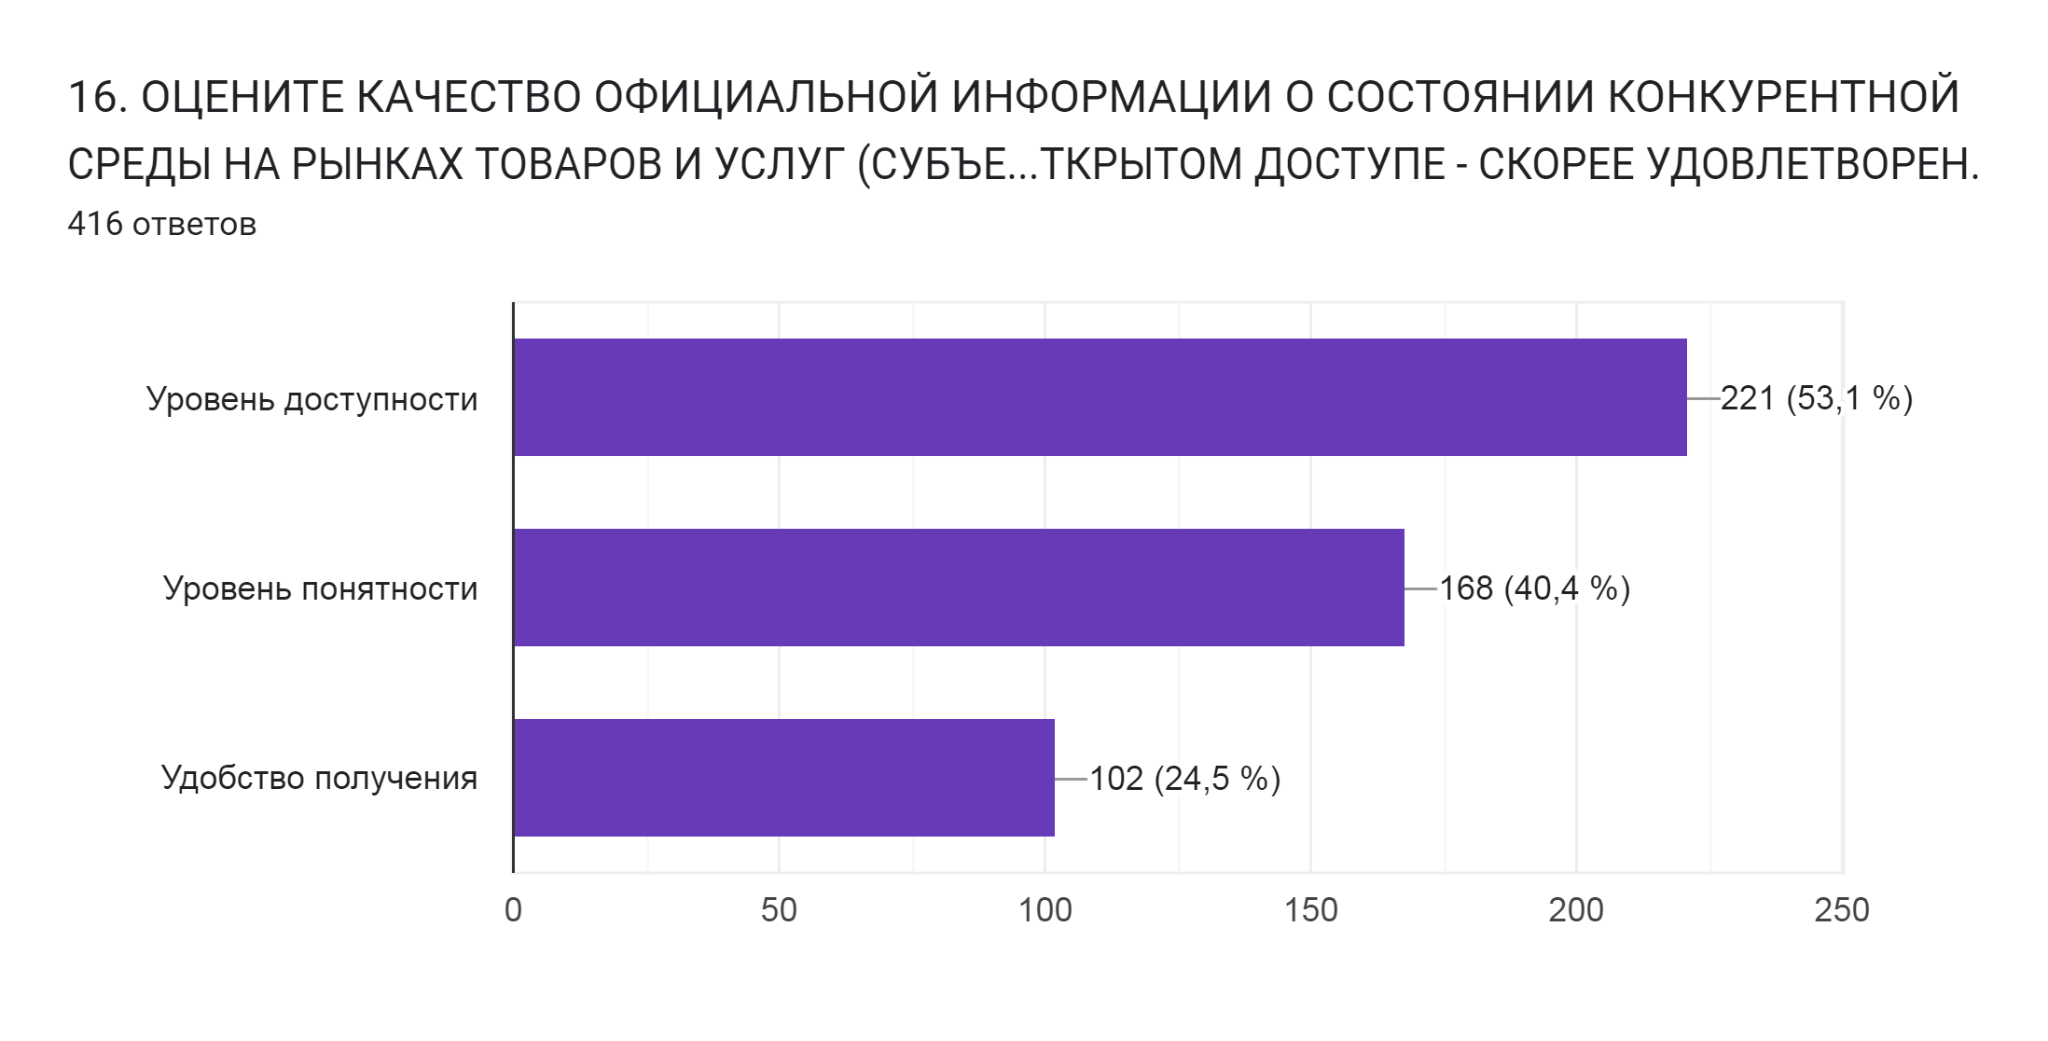 16. ОЦЕНИТЕ КАЧЕСТВО ОФИЦИАЛЬНОЙ ИНФОРМАЦИИ О СОСТОЯНИИ КОНКУРЕНТНОЙ
СРЕДЫ НА РЫНКАХ ТОВАРОВ И УСЛУГ (СУБЪЕ...ТКРЫТОМ ДОСТУПЕ - СКОРЕЕ УДОВЛЕТВОРЕН.
416 ответов
Уровень доступности
221 (53,1 %)
Уровень понятности
168 (40,4 %)
Удобство получения
102 (24,5 %)
0 50 100 150 200 250